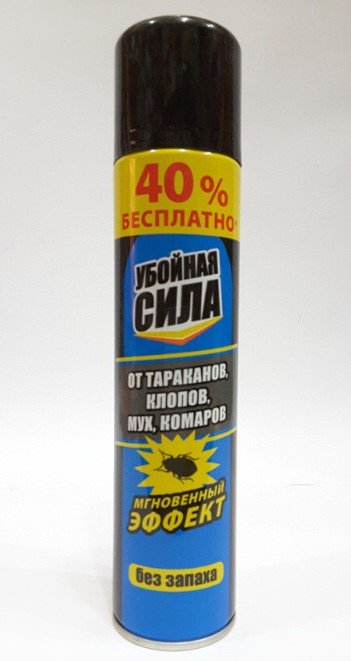 40%
БЕСПЛАТНО*
УБОЙНАЯ
СИЛА
ОТ ТАРАКАНОВ,
КЛОПОВ,
МУХ, КОМАРОВ
МГНОВЕННЫЙ
ЭФФЕКТ
без запаха